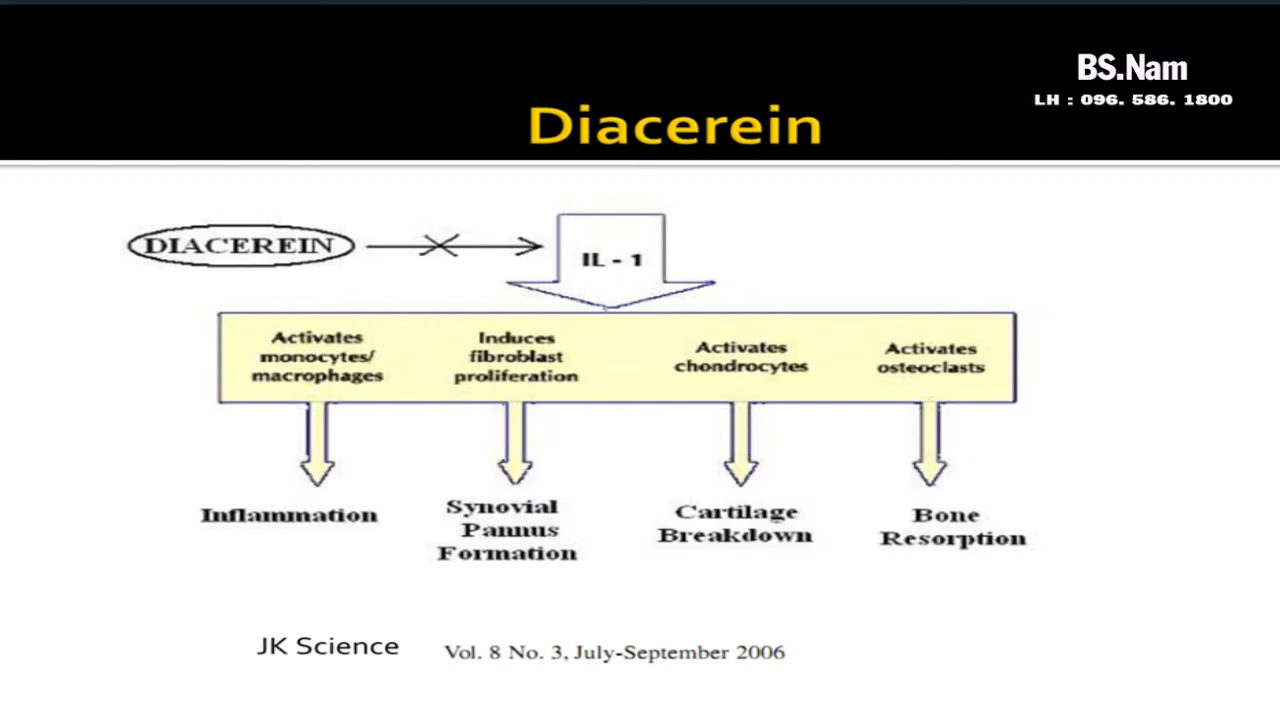 BS.Nam
LH : 096. 586. 1800
Diacerein
DIACEREIN
IL - 1
Activates
monocytes/
macrophages
Induces
fibroblast
proliferation
Activates
chondrocytes
Activates
osteoclasts
Inflammation
Synovial
Pannus
Formation
Cartilage
Breakdown
Bone
Resorption
JK Science
Vol. 8 No. 3, July-September 2006